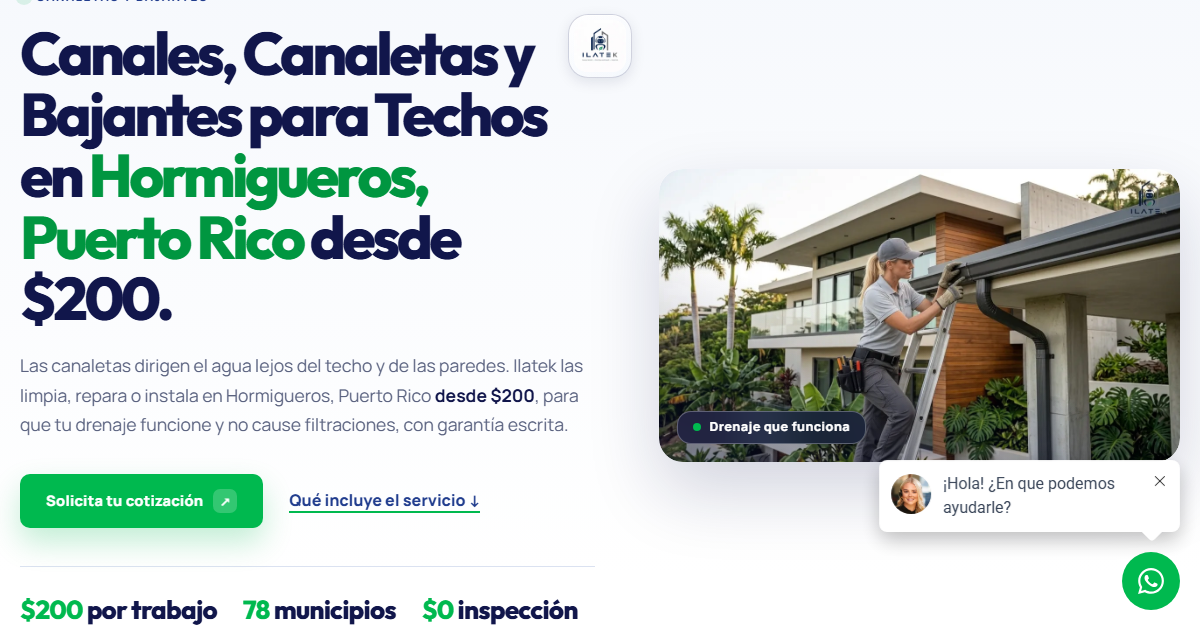 ILATEK
Canales, Canaletas y
Bajantes para Techos
en Hormigueros,
Puerto Rico desde
$200.
Las canaletas dirigen el agua lejos del techo y de las paredes. Ilatek las
limpia, repara o instala en Hormigueros, Puerto Rico desde $200, para
que tu drenaje funcione y no cause filtraciones, con garantía escrita.
Solicita tu cotización ↗
Qué incluye el servicio ↓
$200 por trabajo
78 municipios
$0 inspección
ILATEK
Drenaje que funciona
¡Hola! ¿En que podemos
ayudarle?